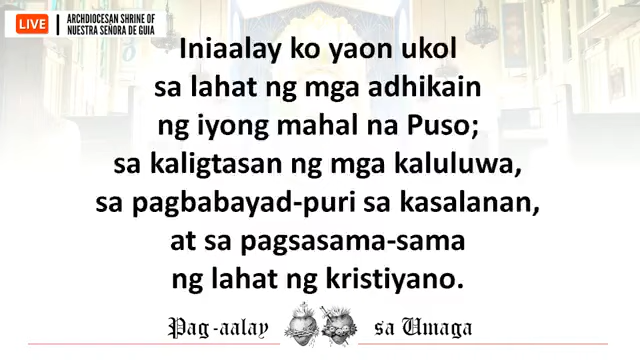 LIVE
ARCHDIOCESAN SHRINE OF
NUESTRA SEÑORA DE GUIA
Iniaalay ko yaon ukol
sa lahat ng mga adhikain
ng iyong mahal na Puso;
sa kaligtasan ng mga kaluluwa,
sa pagbabayad-puri sa kasalanan,
at sa pagsasama-sama
ng lahat ng kristiyano.
Pag-aalay sa Umaga